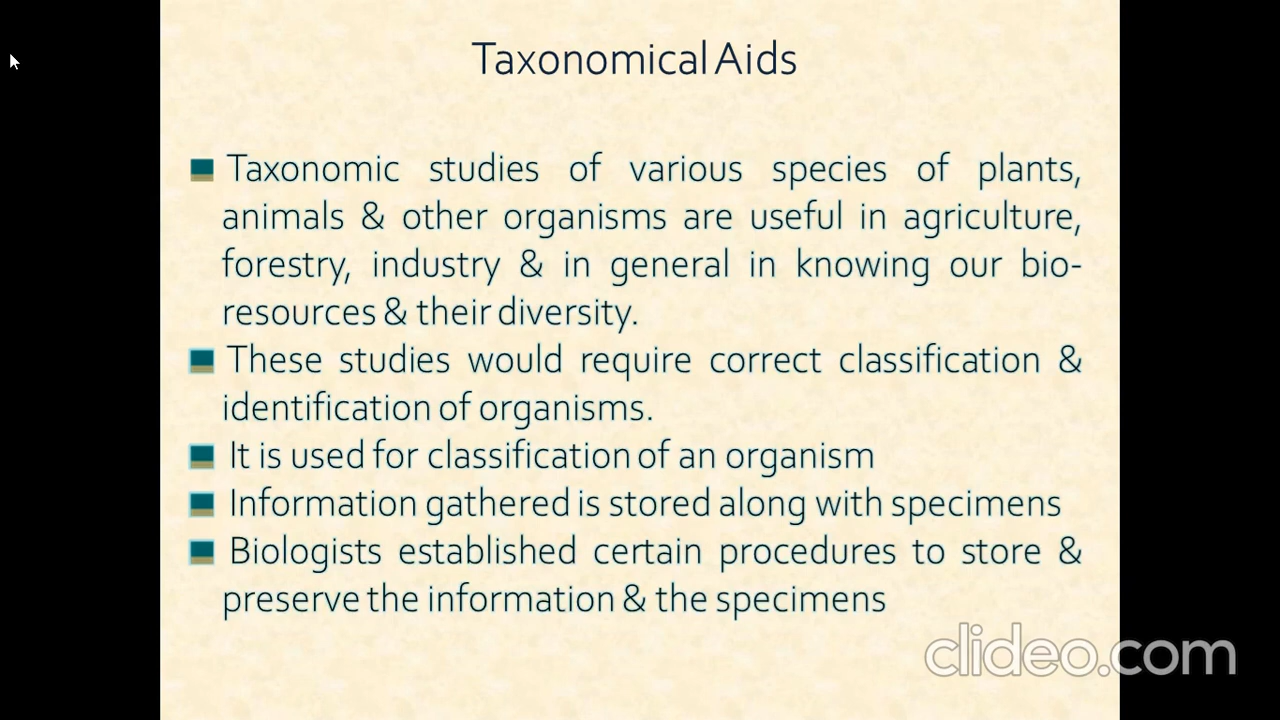 Taxonomical Aids
Taxonomic studies of various species of plants,
animals & other organisms are useful in agriculture,
forestry, industry & in general in knowing our bio-
resources & their diversity.
These studies would require correct classification &
identification of organisms.
It is used for classification of an organism
Information gathered is stored along with specimens
Biologists established certain procedures to store &
preserve the information & the specimens
clideo.com